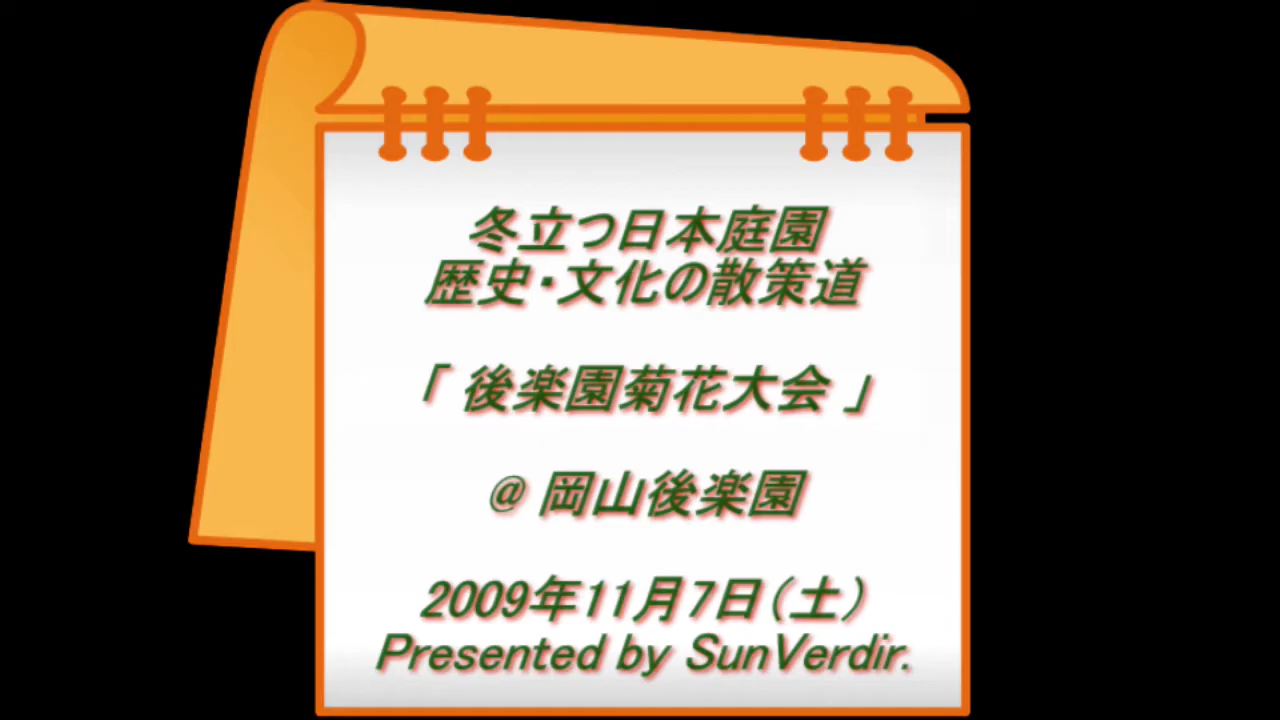 冬立つ日本庭園
歴史・文化の散策道
「 後楽園菊花大会 」
@ 岡山後楽園
2009年11月7日（土）
Presented by SunVerdir.